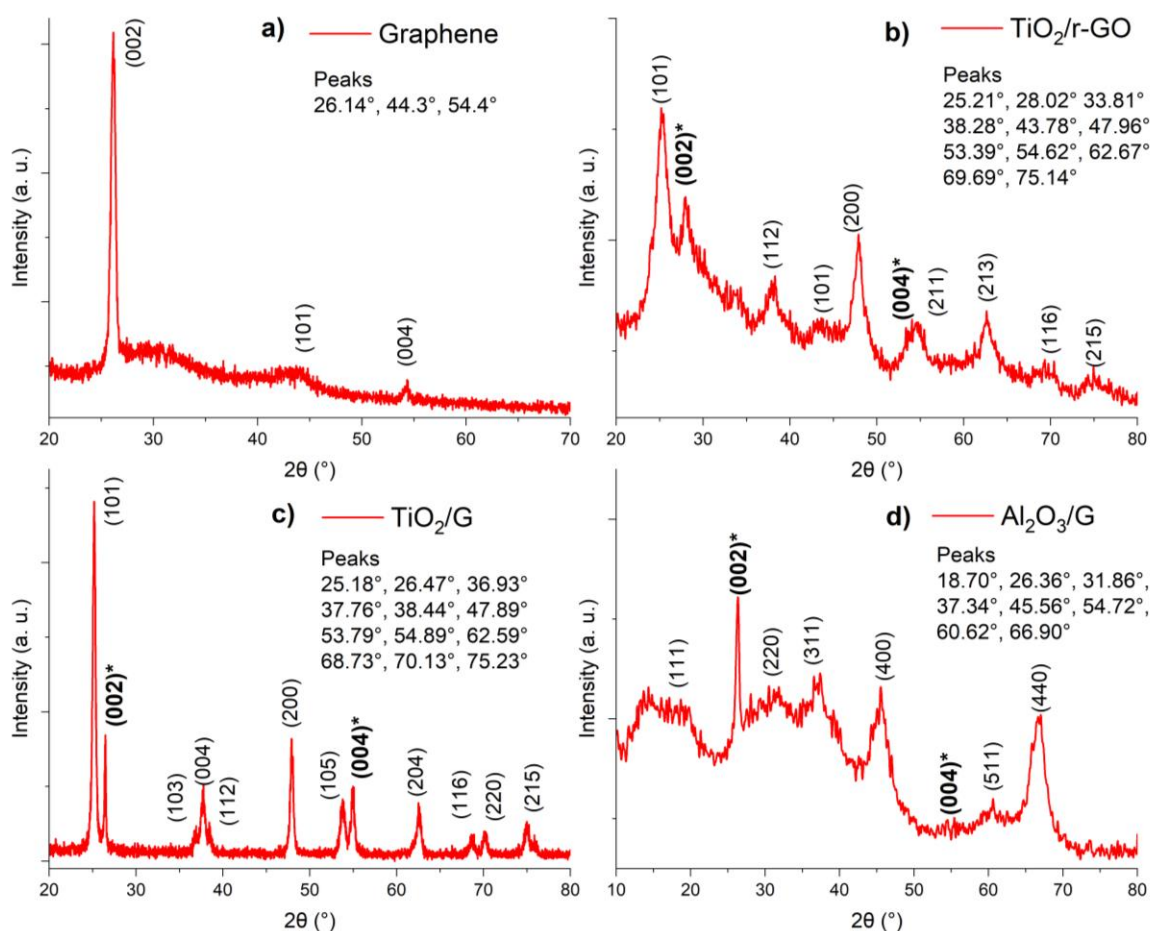 a)
Graphene
Peaks
26.14°, 44.3°, 54.4°
(002)
(101)
(004)
Intensity (a. u.)
20 30 40 50 60 70
2θ (°)
b)
TiO₂/r-GO
Peaks
25.21°, 28.02° 33.81°
38.28°, 43.78°, 47.96°
53.39°, 54.62°, 62.67°
69.69°, 75.14°
(101)
(002)*
(112)
(101)
(200)
(004)*
(211)
(213)
(116)
(215)
Intensity (a. u.)
20 30 40 50 60 70 80
2θ (°)
c)
TiO₂/G
Peaks
25.18°, 26.47°, 36.93°
37.76°, 38.44°, 47.89°
53.79°, 54.89°, 62.59°
68.73°, 70.13°, 75.23°
(101)
(002)*
(103)
(004)
(112)
(200)
(105)
(004)*
(204)
(116)
(220)
(215)
Intensity (a. u.)
20 30 40 50 60 70 80
2θ (°)
d)
Al₂O₃/G
Peaks
18.70°, 26.36°, 31.86°,
37.34°, 45.56°, 54.72°,
60.62°, 66.90°
(111)
(002)*
(220)
(311)
(400)
(004)*
(511)
(440)
Intensity (a. u.)
10 20 30 40 50 60 70 80
2θ (°)